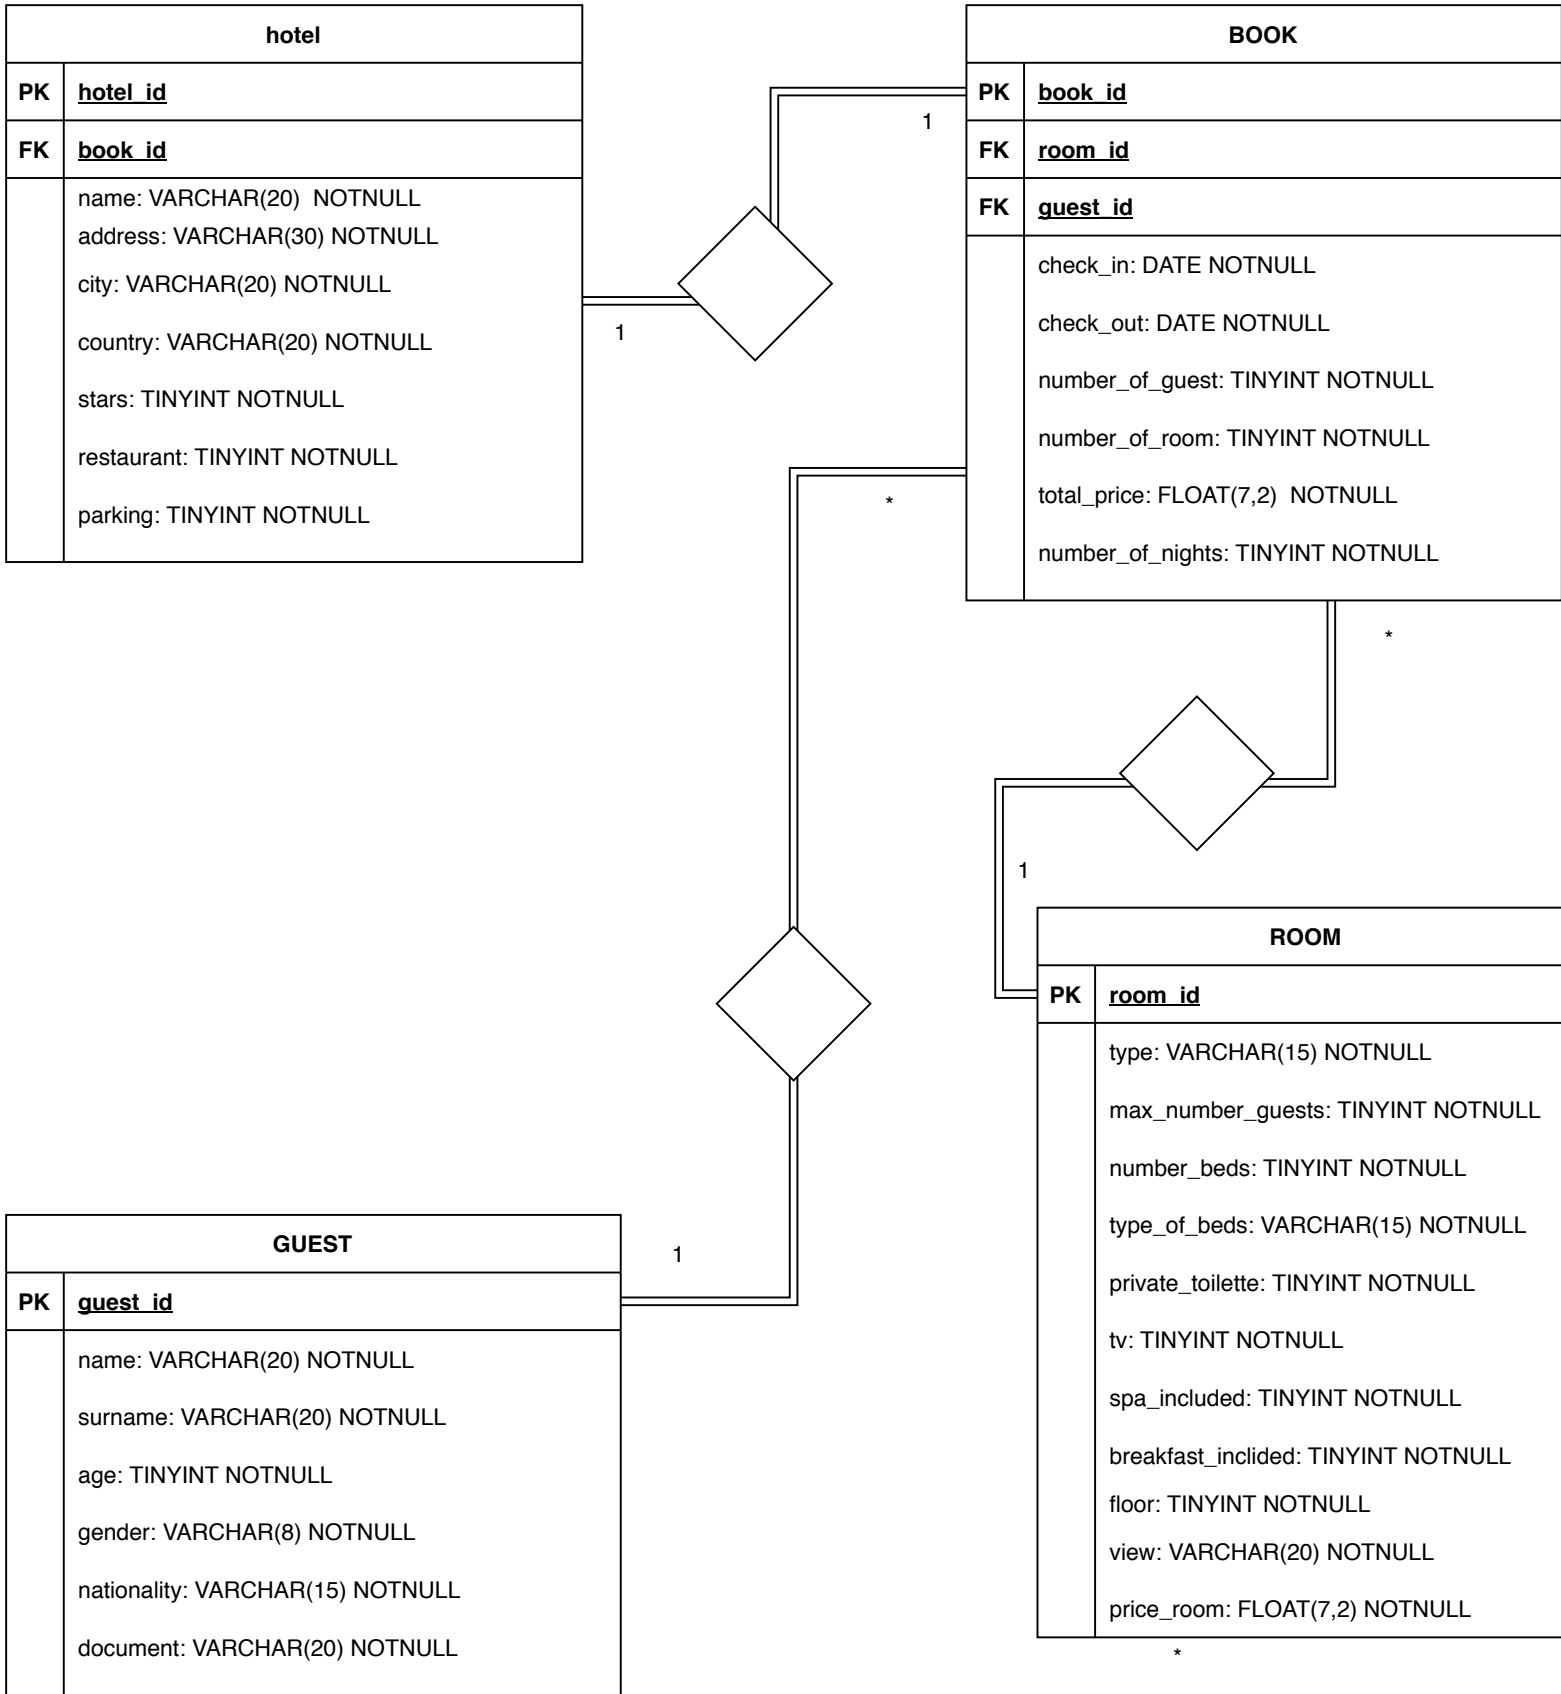 hotel
PK hotel_id
FK book_id
name: VARCHAR(20)  NOTNULL
address: VARCHAR(30) NOTNULL
city: VARCHAR(20) NOTNULL
country: VARCHAR(20) NOTNULL
stars: TINYINT NOTNULL
restaurant: TINYINT NOTNULL
parking: TINYINT NOTNULL
1
1
BOOK
PK book_id
FK room_id
FK guest_id
check_in: DATE NOTNULL
check_out: DATE NOTNULL
number_of_guest: TINYINT NOTNULL
number_of_room: TINYINT NOTNULL
total_price: FLOAT(7,2)  NOTNULL
number_of_nights: TINYINT NOTNULL
*
*
1
1
GUEST
PK guest_id
name: VARCHAR(20) NOTNULL
surname: VARCHAR(20) NOTNULL
age: TINYINT NOTNULL
gender: VARCHAR(8) NOTNULL
nationality: VARCHAR(15) NOTNULL
document: VARCHAR(20) NOTNULL
ROOM
PK room_id
type: VARCHAR(15) NOTNULL
max_number_guests: TINYINT NOTNULL
number_beds: TINYINT NOTNULL
type_of_beds: VARCHAR(15) NOTNULL
private_toilette: TINYINT NOTNULL
tv: TINYINT NOTNULL
spa_included: TINYINT NOTNULL
breakfast_inclided: TINYINT NOTNULL
floor: TINYINT NOTNULL
view: VARCHAR(20) NOTNULL
price_room: FLOAT(7,2) NOTNULL
*